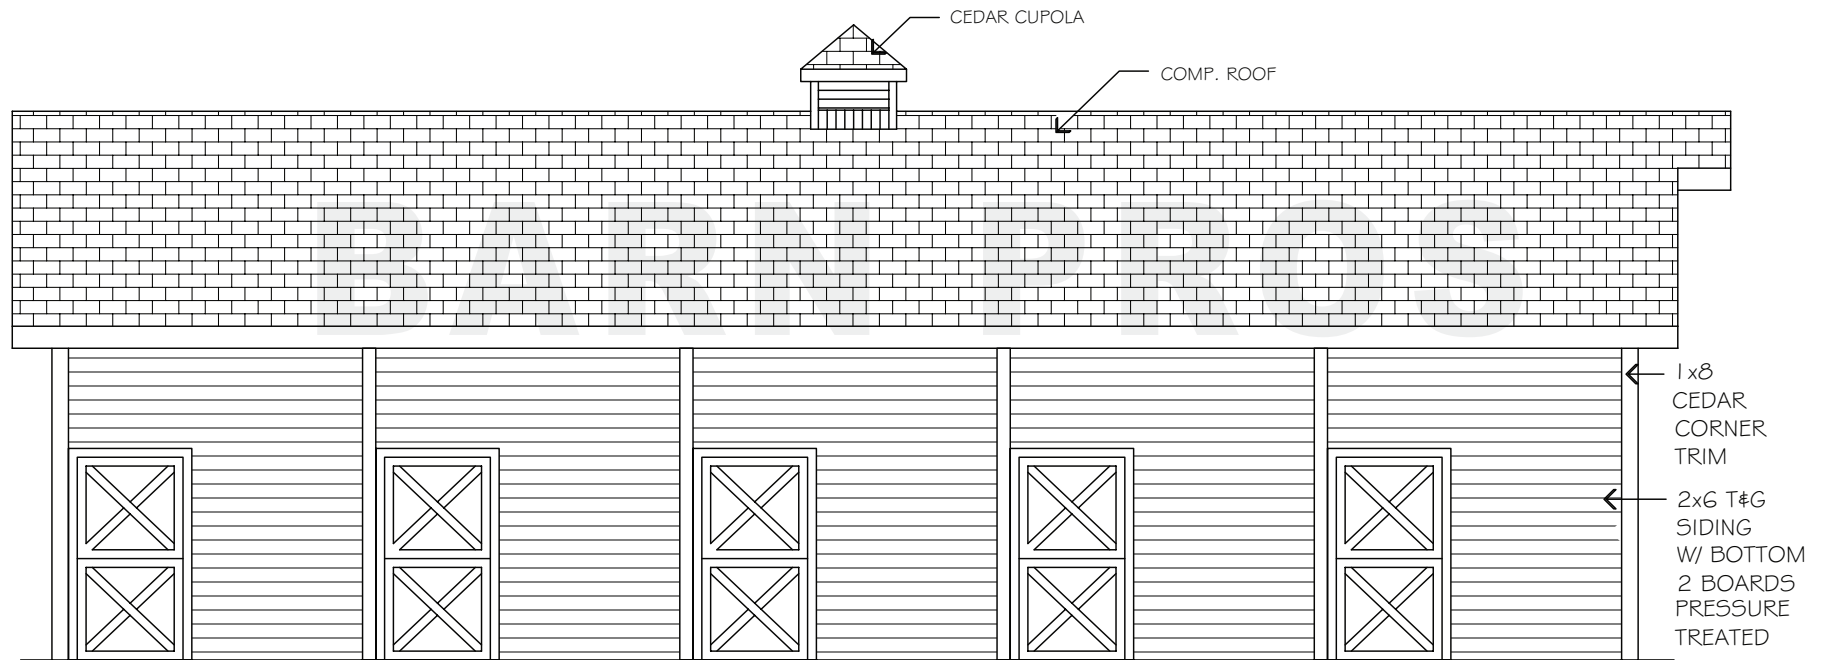 CEDAR CUPOLA
COMP. ROOF
BARN PROS
1x8
CEDAR
CORNER
TRIM
2x6 T&G
SIDING
W/ BOTTOM
2 BOARDS
PRESSURE
TREATED